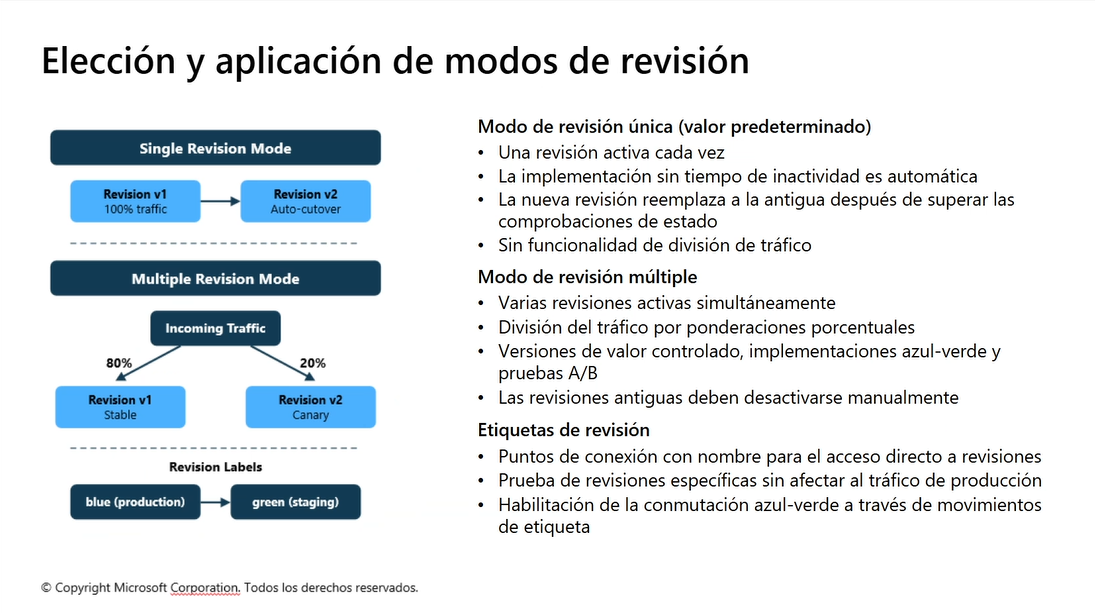 Elección y aplicación de modos de revisión
Single Revision Mode
Revision v1
100% traffic
Revision v2
Auto-cutover
Multiple Revision Mode
Incoming Traffic
80%
20%
Revision v1
Stable
Revision v2
Canary
Revision Labels
blue (production)
green (staging)
Modo de revisión única (valor predeterminado)
• Una revisión activa cada vez
• La implementación sin tiempo de inactividad es automática
• La nueva revisión reemplaza a la antigua después de superar las
comprobaciones de estado
• Sin funcionalidad de división de tráfico
Modo de revisión múltiple
• Varias revisiones activas simultáneamente
• División del tráfico por ponderaciones porcentuales
• Versiones de valor controlado, implementaciones azul-verde y
pruebas A/B
• Las revisiones antiguas deben desactivarse manualmente
Etiquetas de revisión
• Puntos de conexión con nombre para el acceso directo a revisiones
• Prueba de revisiones específicas sin afectar al tráfico de producción
• Habilitación de la conmutación azul-verde a través de movimientos
de etiqueta
© Copyright Microsoft Corporation. Todos los derechos reservados.